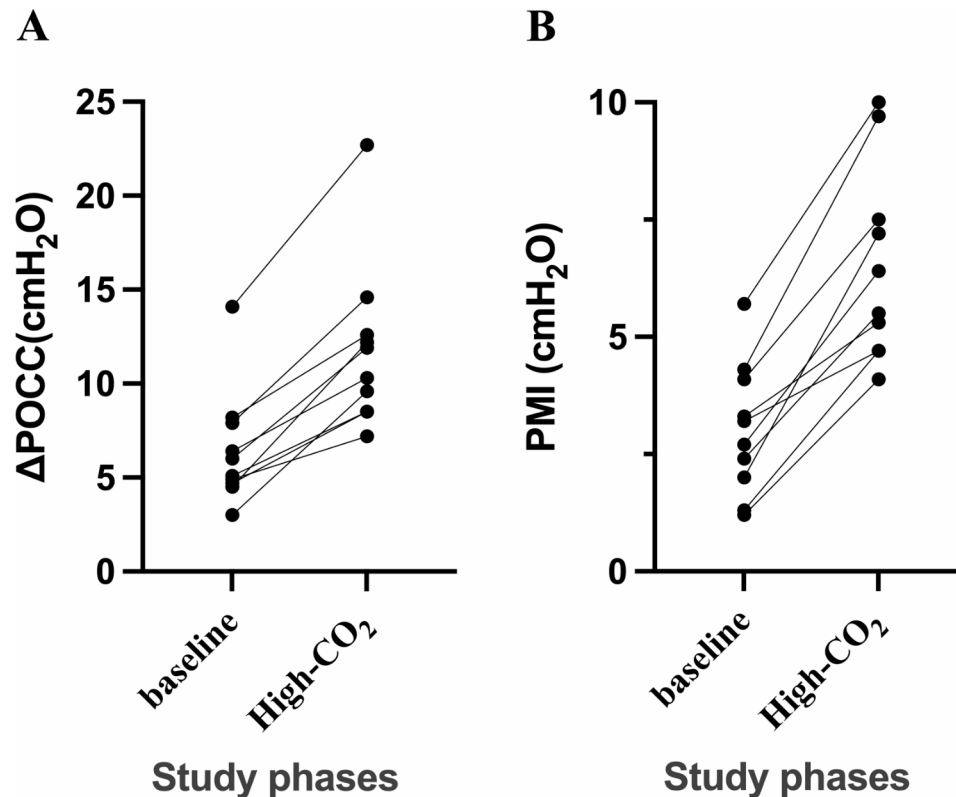 A
ΔPOCC(cmH₂O)
25
20
15
10
5
0
baseline
High-CO₂
Study phases
B
PMI (cmH₂O)
10
5
0
baseline
High-CO₂
Study phases